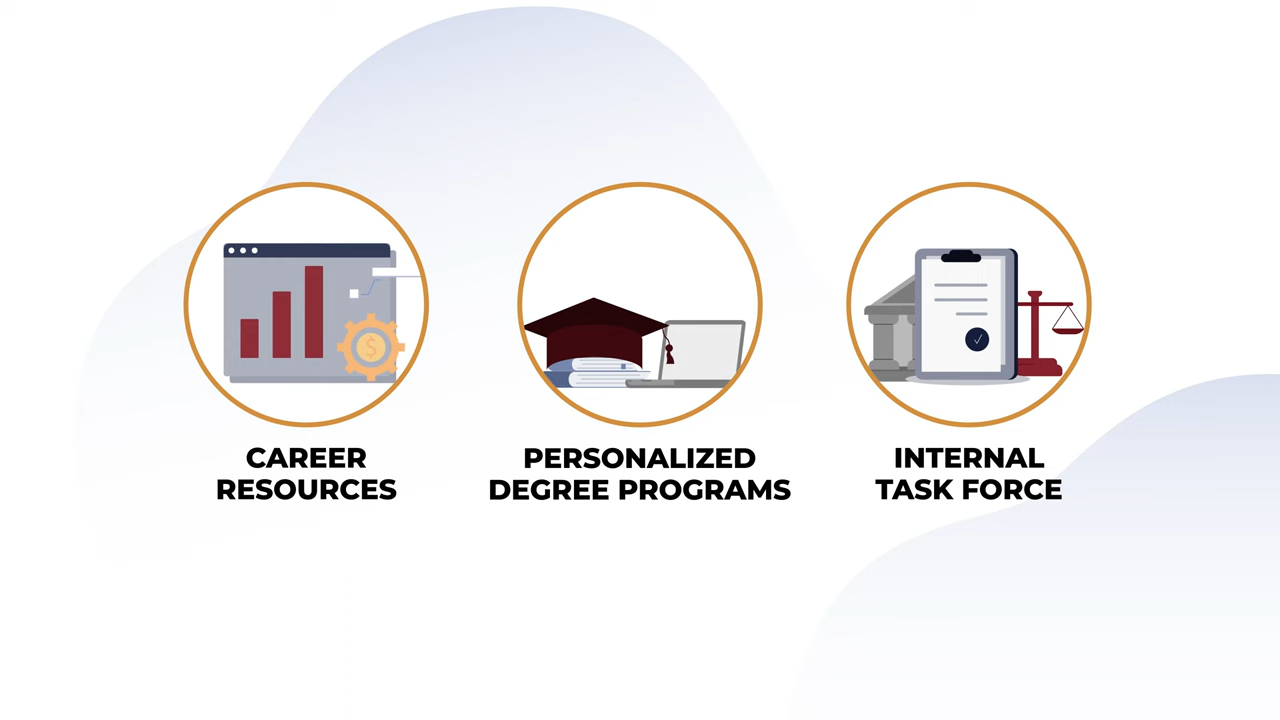 CAREER
RESOURCES
PERSONALIZED
DEGREE PROGRAMS
INTERNAL
TASK FORCE
$